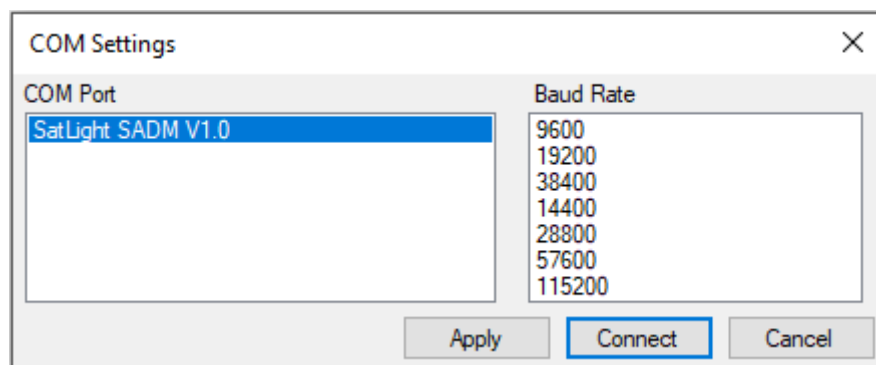 COM Settings
COM Port
SatLight SADM V1.0
Baud Rate
9600
19200
38400
14400
28800
57600
115200
Apply
Connect
Cancel